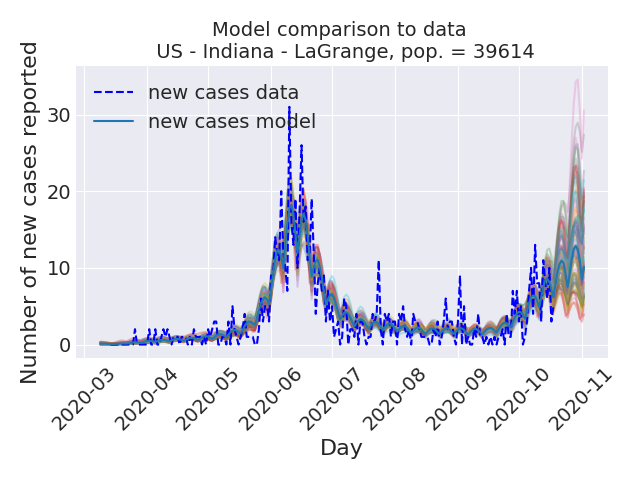 Model comparison to data
US - Indiana - LaGrange, pop. = 39614
Number of new cases reported
new cases data
new cases model
30
20
10
0
2020-03
2020-04
2020-05
2020-06
2020-07
2020-08
2020-09
2020-10
2020-11
Day